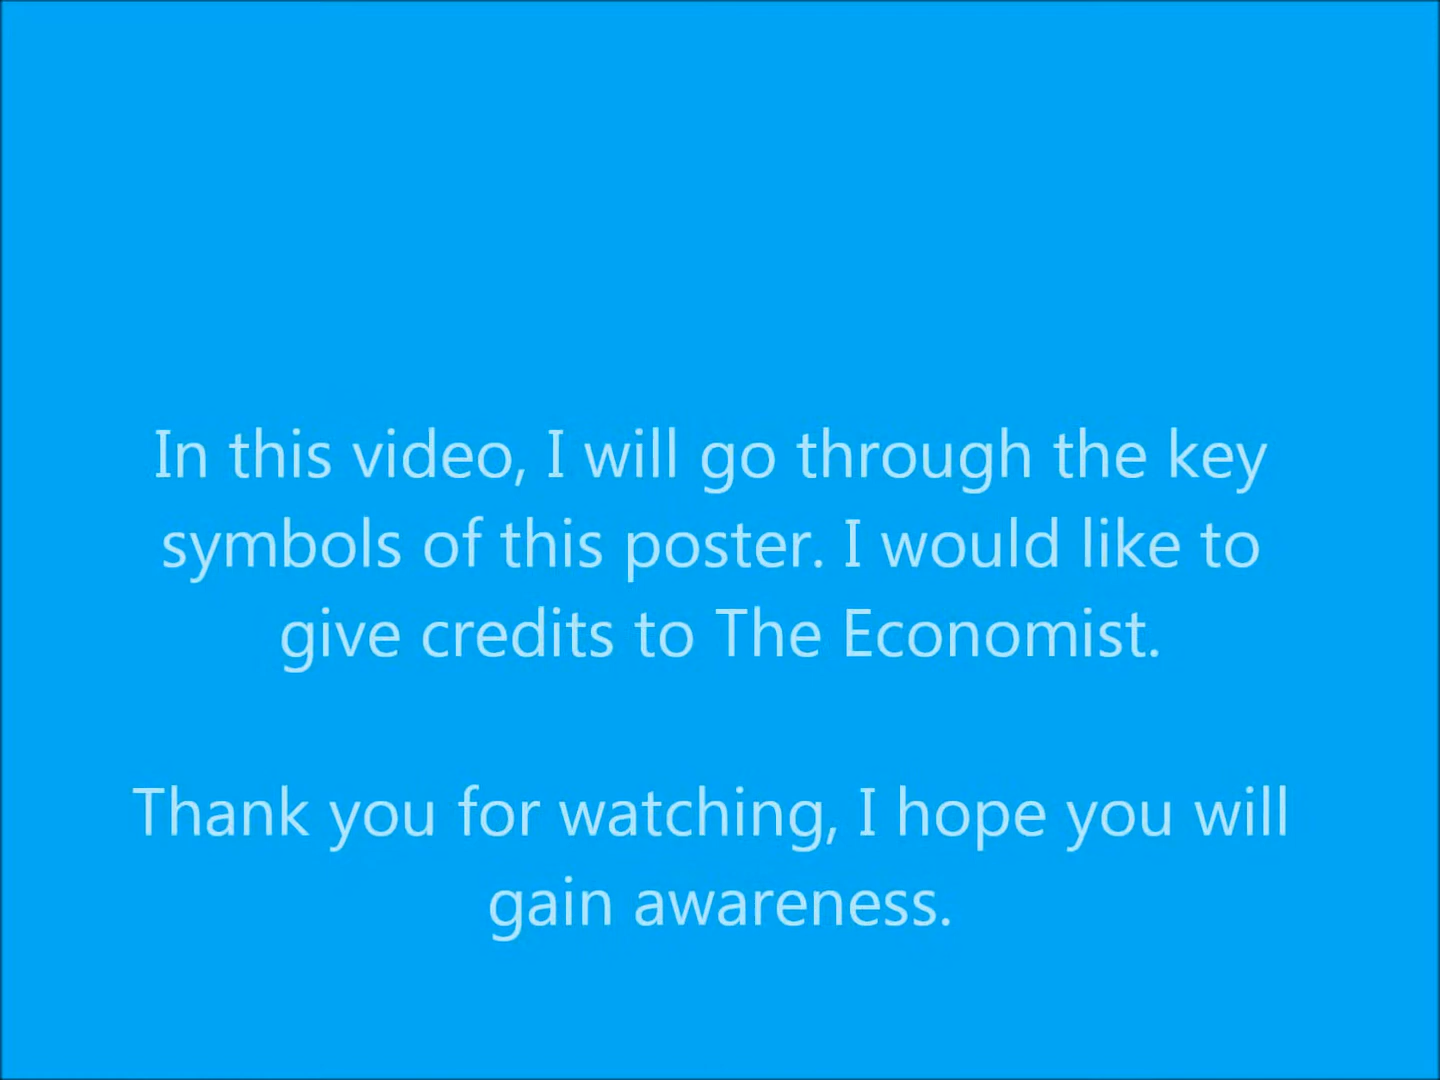 In this video, I will go through the key
symbols of this poster. I would like to
give credits to The Economist.
Thank you for watching, I hope you will
gain awareness.